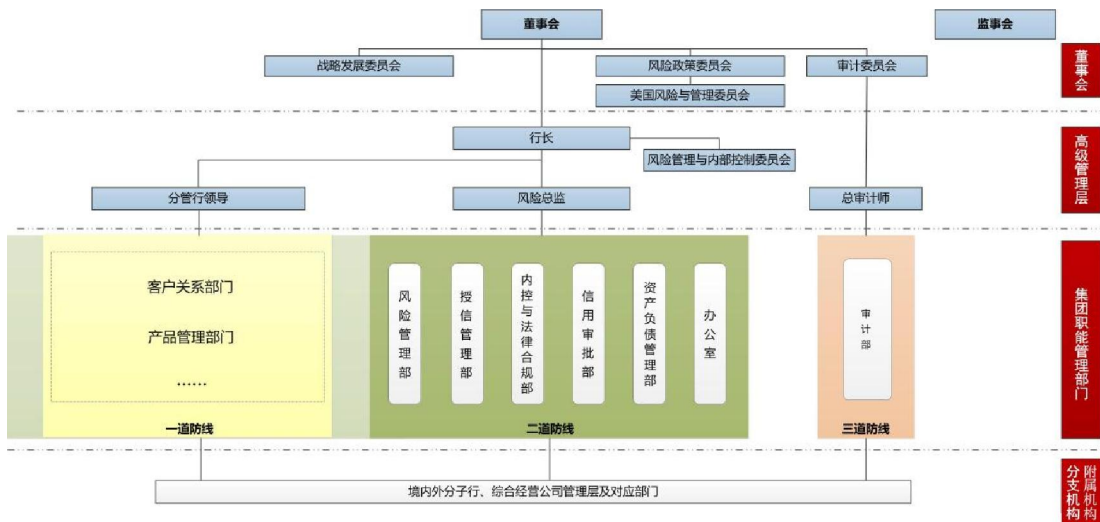 董事会
监事会
战略发展委员会
风险政策委员会
审计委员会
美国风险与管理委员会
董事会
行长
风险管理与内部控制委员会
分管行领导
风险总监
总审计师
高级管理层
客户关系部门
产品管理部门
……
一道防线
风险管理部
授信管理部
内控与法律合规部
信用审批部
资产负债管理部
办公室
二道防线
审计部
三道防线
集团职能管理部门
境内外分子行、综合经营公司管理层及对应部门
附属机构
分支机构